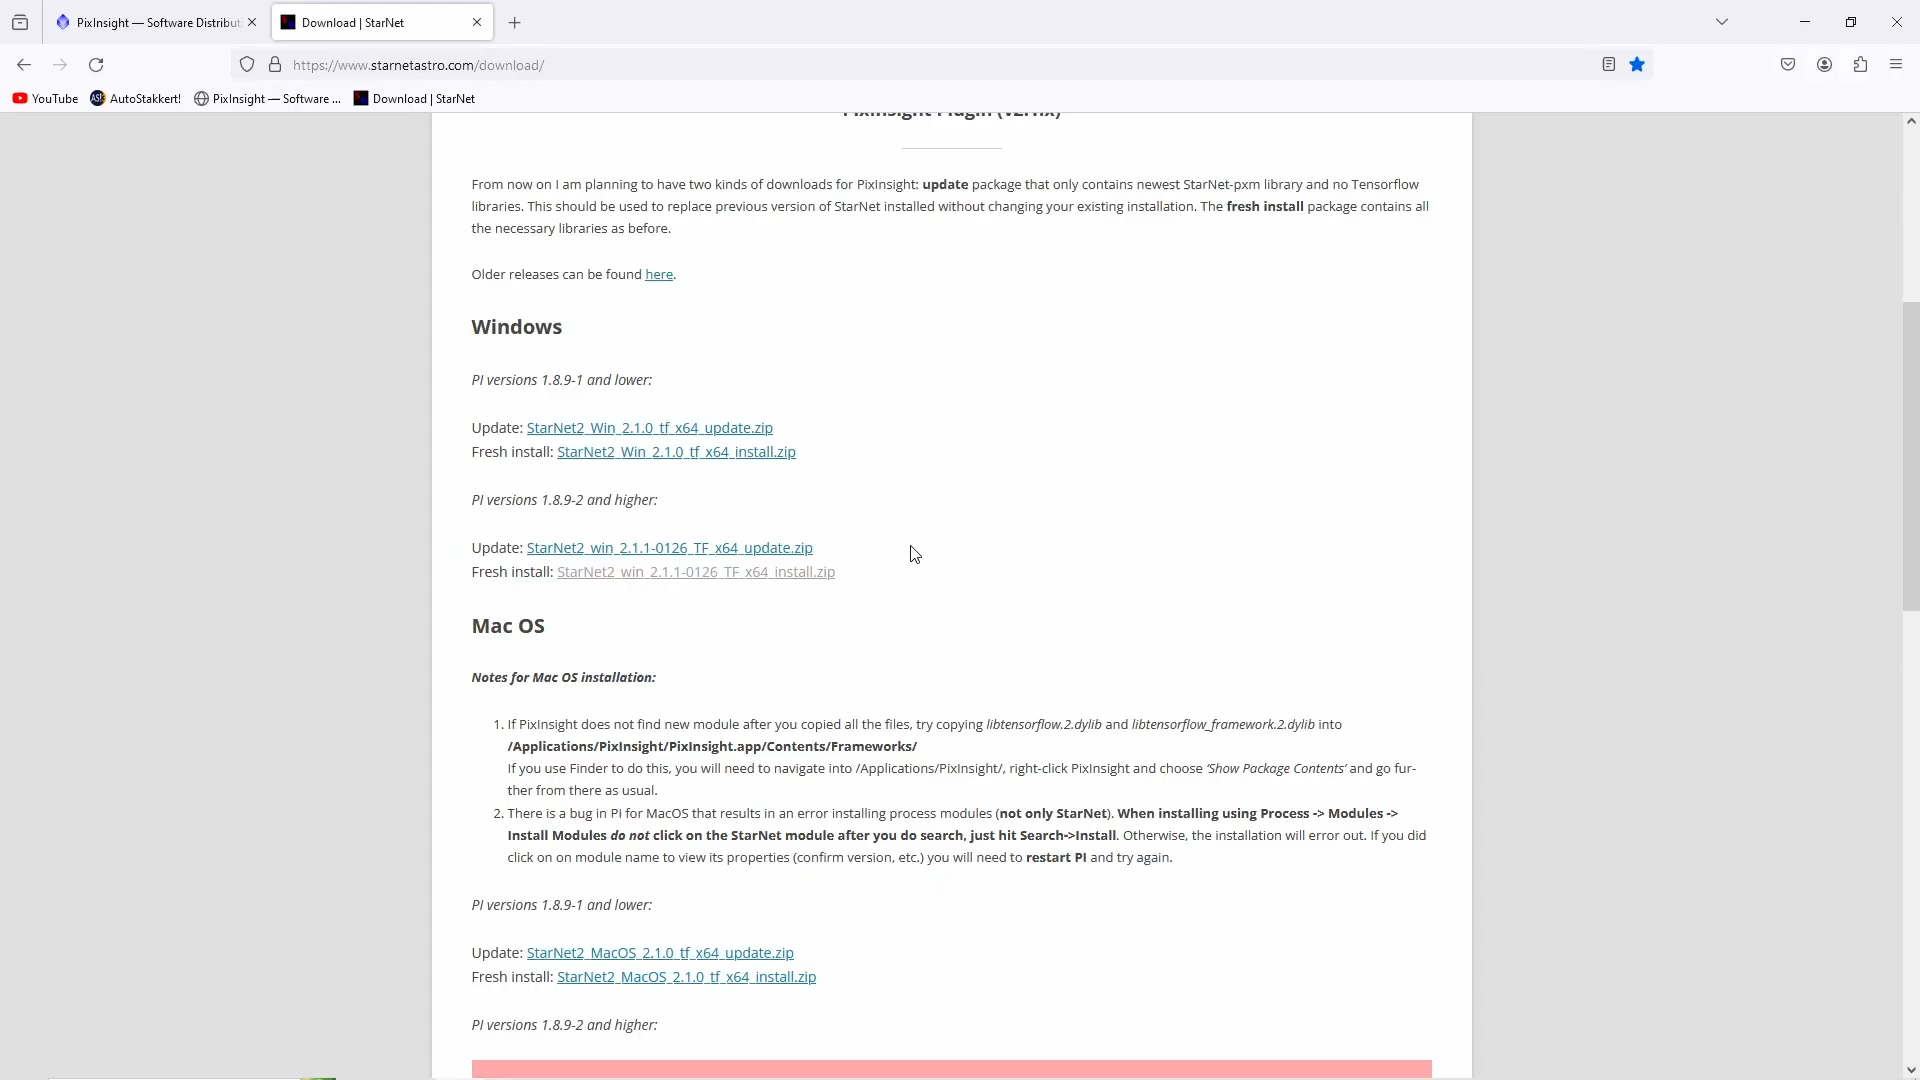 PixInsight — Software Distribut
Download | StarNet
https://www.starnetastro.com/download/
YouTube
AutoStakkert!
PixInsight — Software ...
Download | StarNet
From now on I am planning to have two kinds of downloads for PixInsight: update package that only contains newest StarNet-pxm library and no Tensorflow
libraries. This should be used to replace previous version of StarNet installed without changing your existing installation. The fresh install package contains all
the necessary libraries as before.
Older releases can be found here.
Windows
PI versions 1.8.9-1 and lower:
Update: StarNet2_Win_2.1.0_tf_x64_update.zip
Fresh install: StarNet2_Win_2.1.0_tf_x64_install.zip
PI versions 1.8.9-2 and higher:
Update: StarNet2_win_2.1.1-0126_TF_x64_update.zip
Fresh install: StarNet2_win_2.1.1-0126_TF_x64_install.zip
Mac OS
Notes for Mac OS installation:
1. If PixInsight does not find new module after you copied all the files, try copying libtensorflow.2.dylib and libtensorflow_framework.2.dylib into
/Applications/PixInsight/PixInsight.app/Contents/Frameworks/
If you use Finder to do this, you will need to navigate into /Applications/PixInsight/, right-click PixInsight and choose ‘Show Package Contents’ and go fur-
ther from there as usual.
2. There is a bug in PI for MacOS that results in an error installing process modules (not only StarNet). When installing using Process -> Modules ->
Install Modules do not click on the StarNet module after you do search, just hit Search->Install. Otherwise, the installation will error out. If you did
click on on module name to view its properties (confirm version, etc.) you will need to restart PI and try again.
PI versions 1.8.9-1 and lower:
Update: StarNet2_MacOS_2.1.0_tf_x64_update.zip
Fresh install: StarNet2_MacOS_2.1.0_tf_x64_install.zip
PI versions 1.8.9-2 and higher: